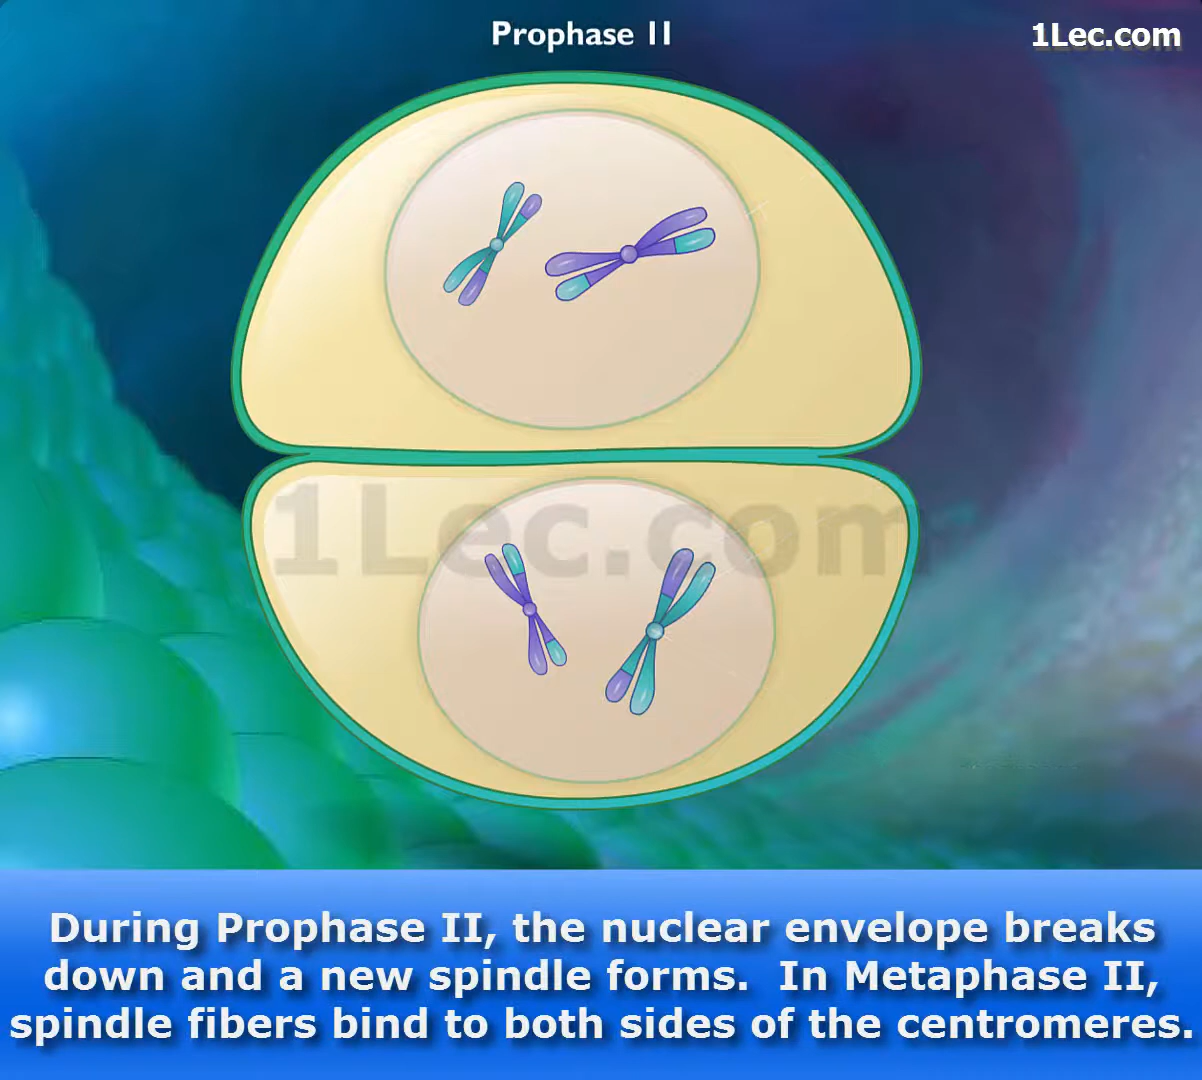 Prophase II
1Lec.com
1Lec.com
During Prophase II, the nuclear envelope breaks
down and a new spindle forms.  In Metaphase II,
spindle fibers bind to both sides of the centromeres.